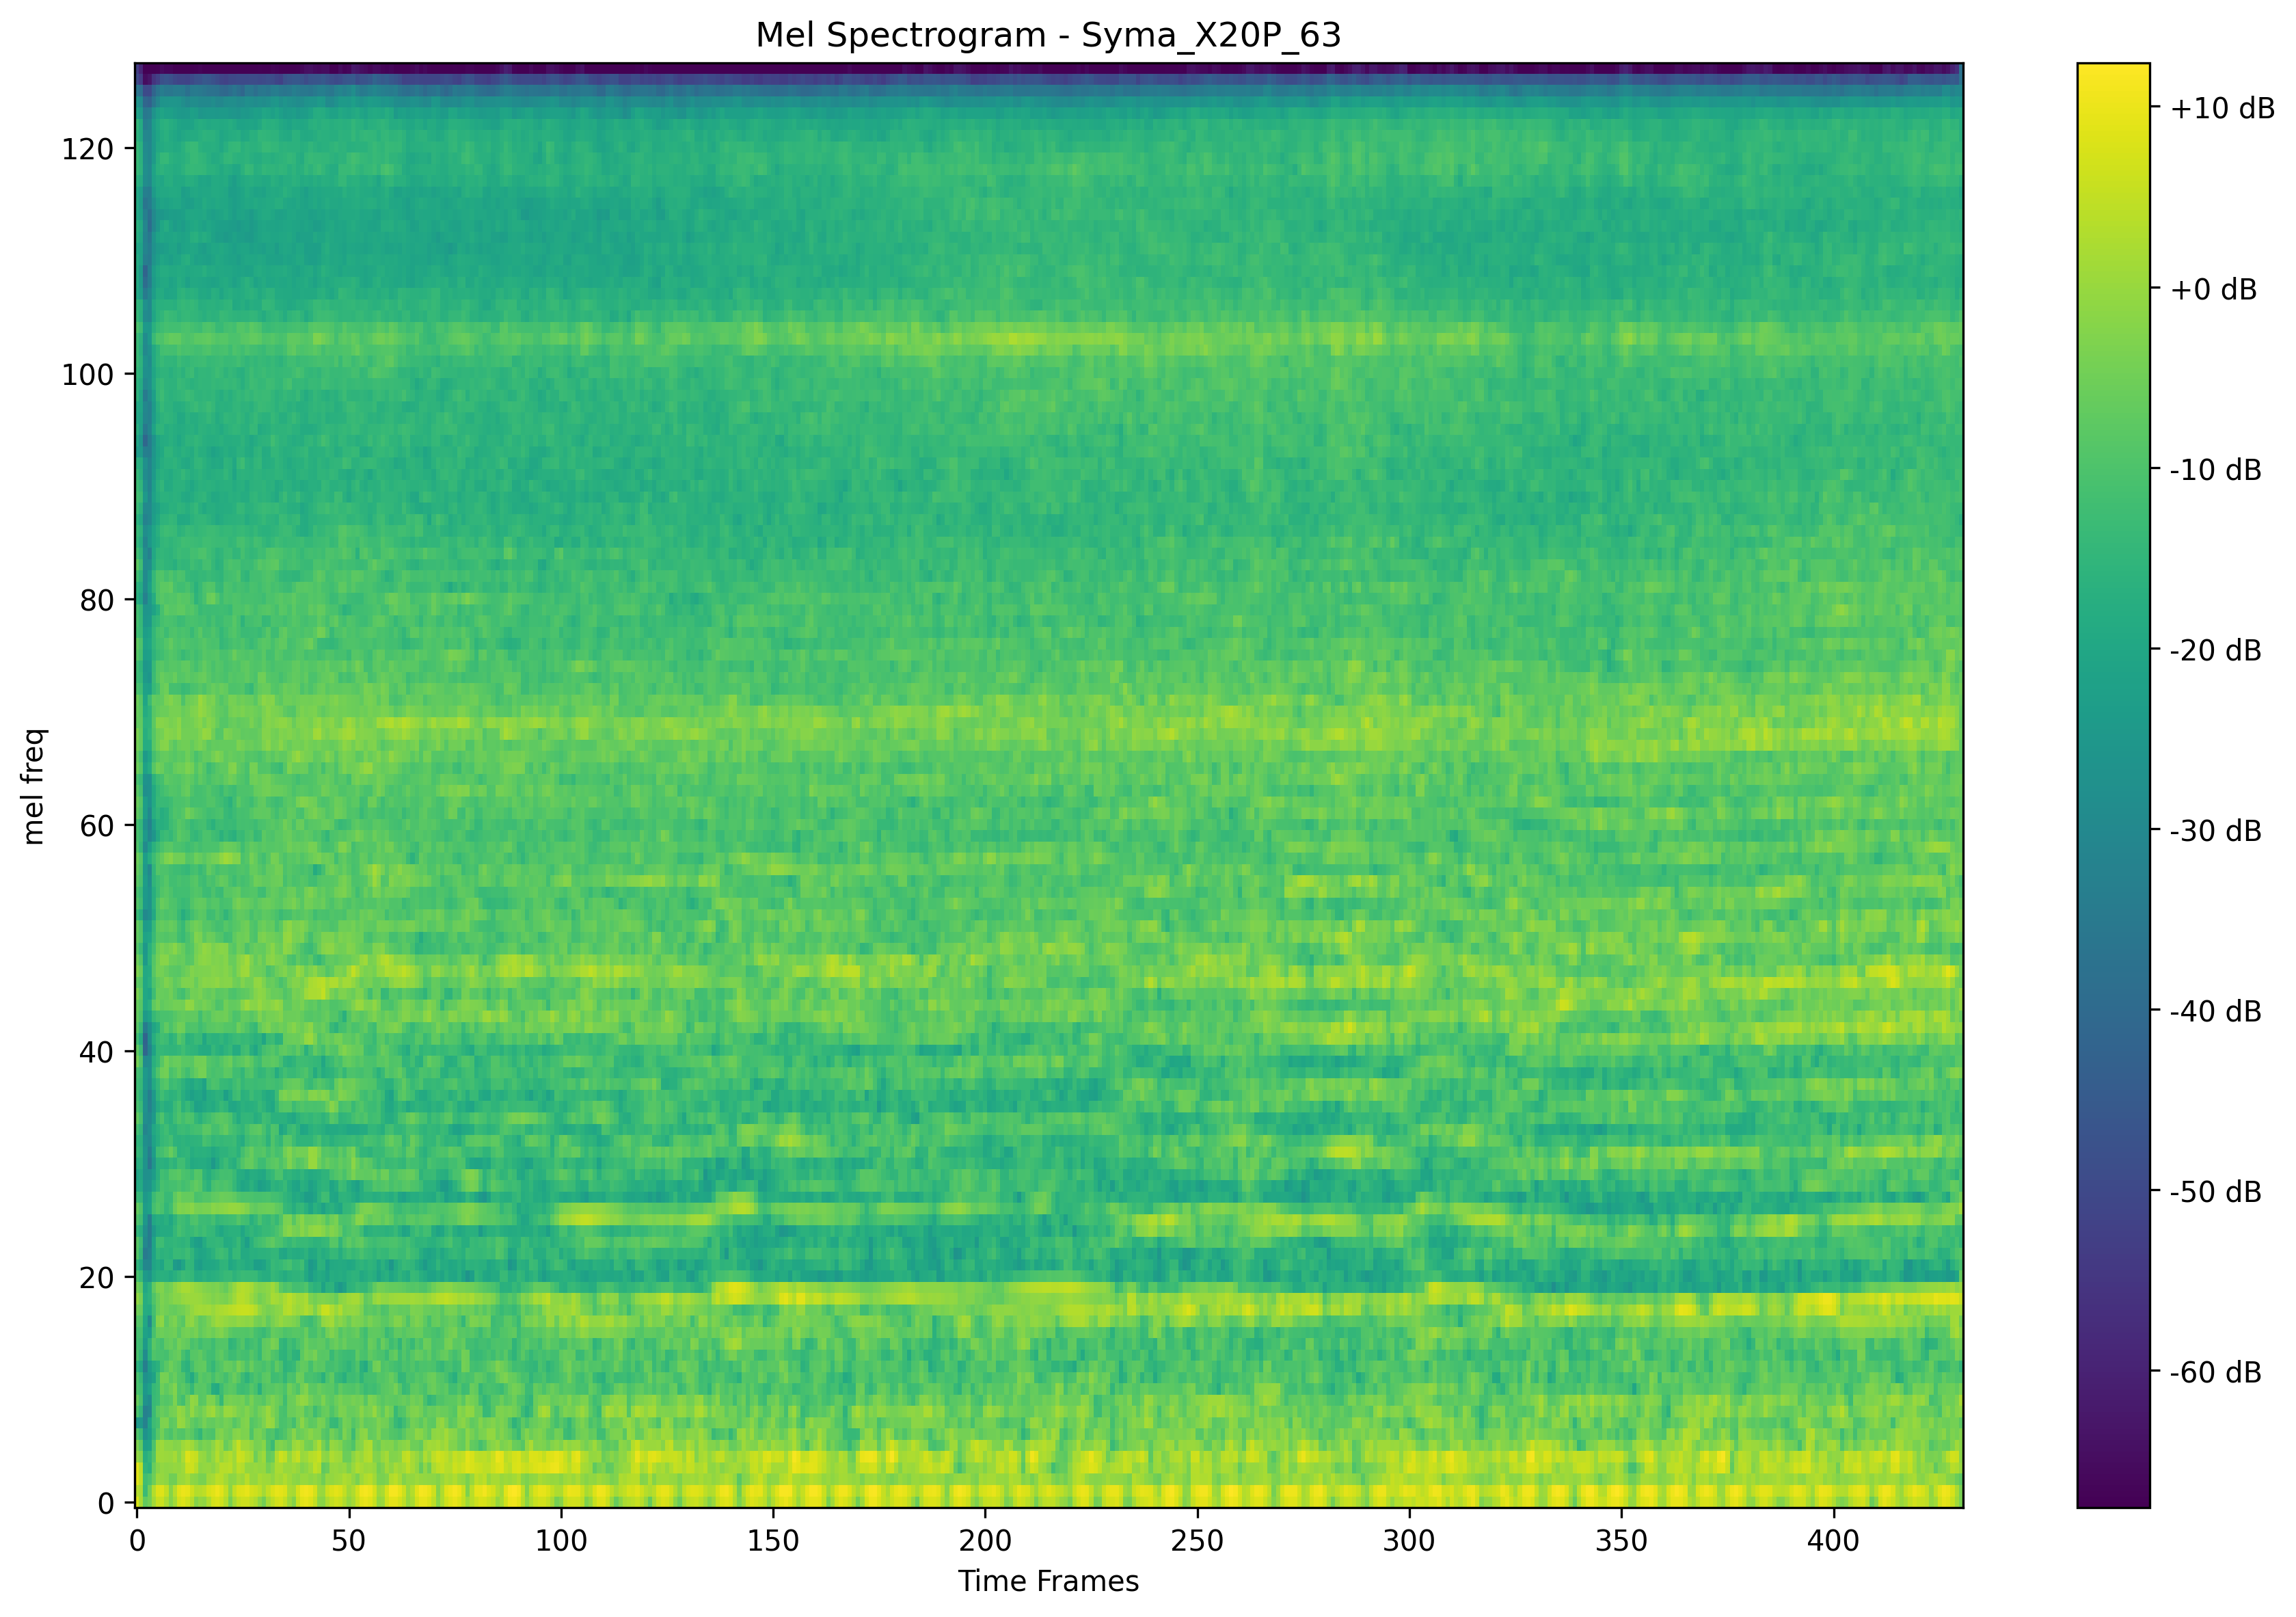 Mel Spectrogram - Syma_X20P_63
mel freq
120
100
80
60
40
20
0
0 50 100 150 200 250 300 350 400
Time Frames
+10 dB
+0 dB
-10 dB
-20 dB
-30 dB
-40 dB
-50 dB
-60 dB